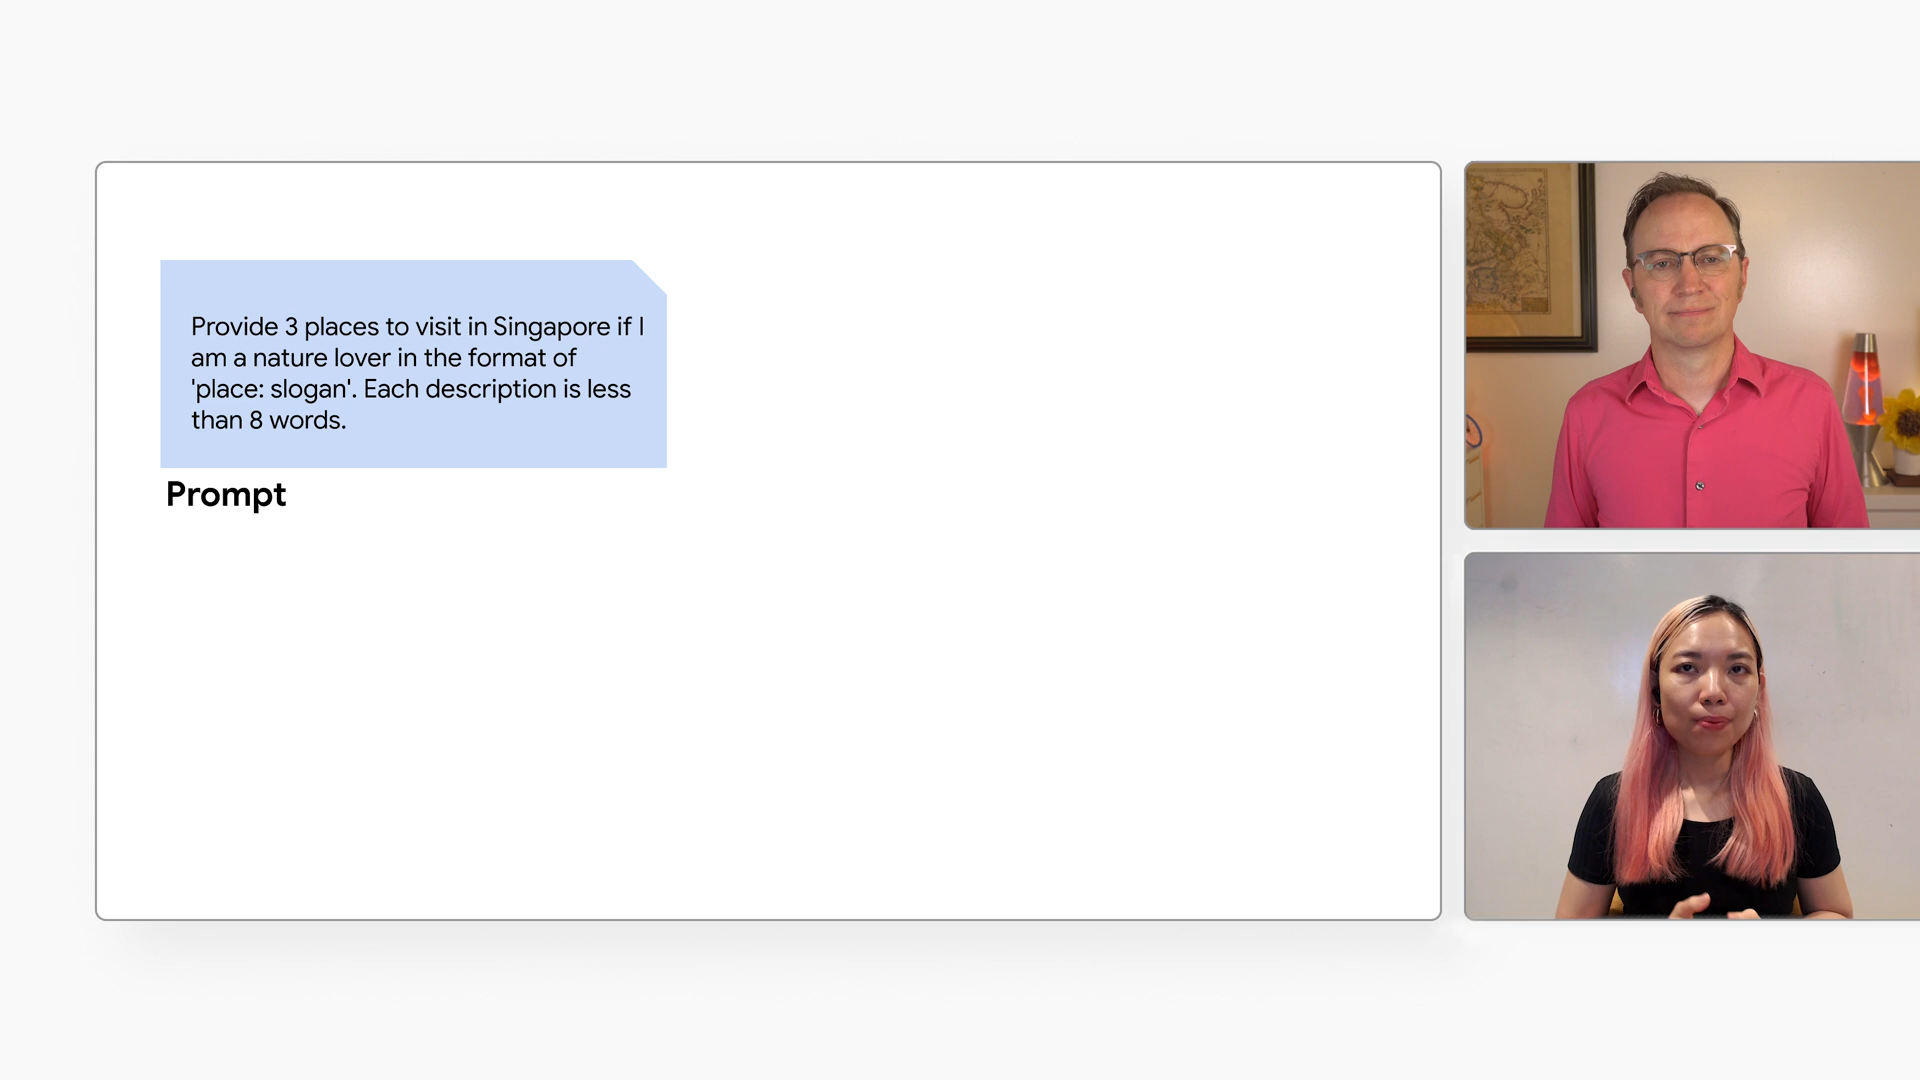 Provide 3 places to visit in Singapore if I
am a nature lover in the format of
'place: slogan'. Each description is less
than 8 words.
Prompt